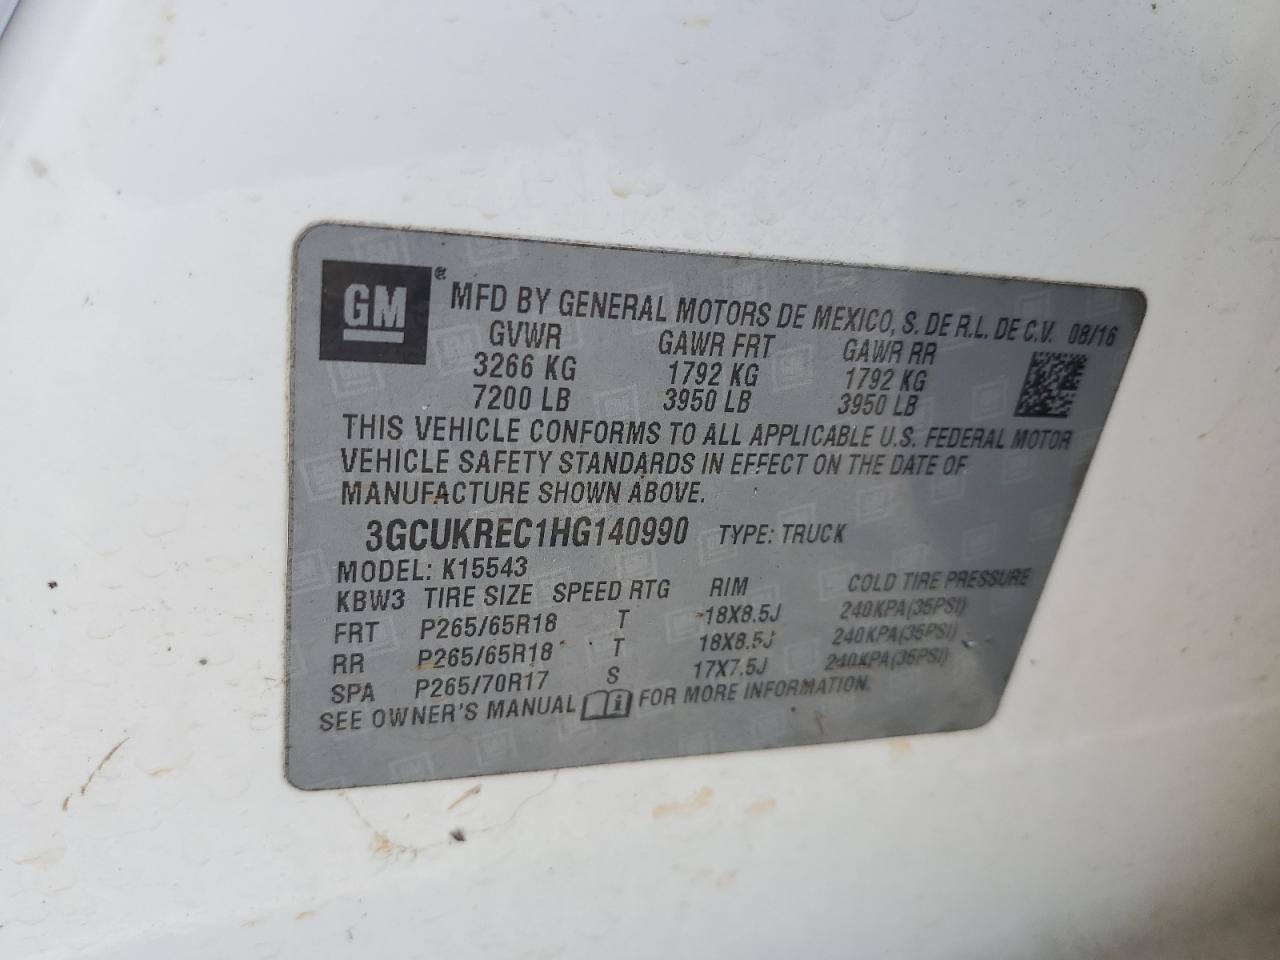 GM® MFD BY GENERAL MOTORS DE MEXICO, S. DE R.L. DE C.V. 08/16
GVWR GAWR FRT GAWR RR
3266 KG 1792 KG 1792 KG
7200 LB 3950 LB 3950 LB
THIS VEHICLE CONFORMS TO ALL APPLICABLE U.S. FEDERAL MOTOR
VEHICLE SAFETY STANDARDS IN EFFECT ON THE DATE OF
MANUFACTURE SHOWN ABOVE.
3GCUKREC1HG140990 TYPE: TRUCK
MODEL: K15543
KBW3 TIRE SIZE SPEED RTG RIM COLD TIRE PRESSURE
FRT P265/65R18 T 18X8.5J 240KPA(35PSI)
RR P265/65R18 T 18X8.5J 240KPA(35PSI)
SPA P265/70R17 S 17X7.5J 240KPA(35PSI)
SEE OWNER'S MANUAL i FOR MORE INFORMATION.